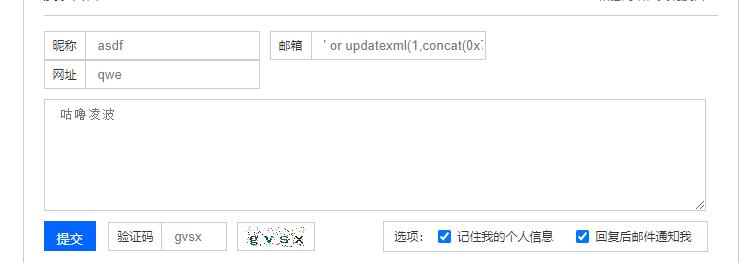 昵称 asdf 邮箱 ' or updatexml(1,concat(0x
网址 qwe
咕噜凌波
提交 验证码 gvsx gvsx 选项： 记住我的个人信息 回复后邮件通知我